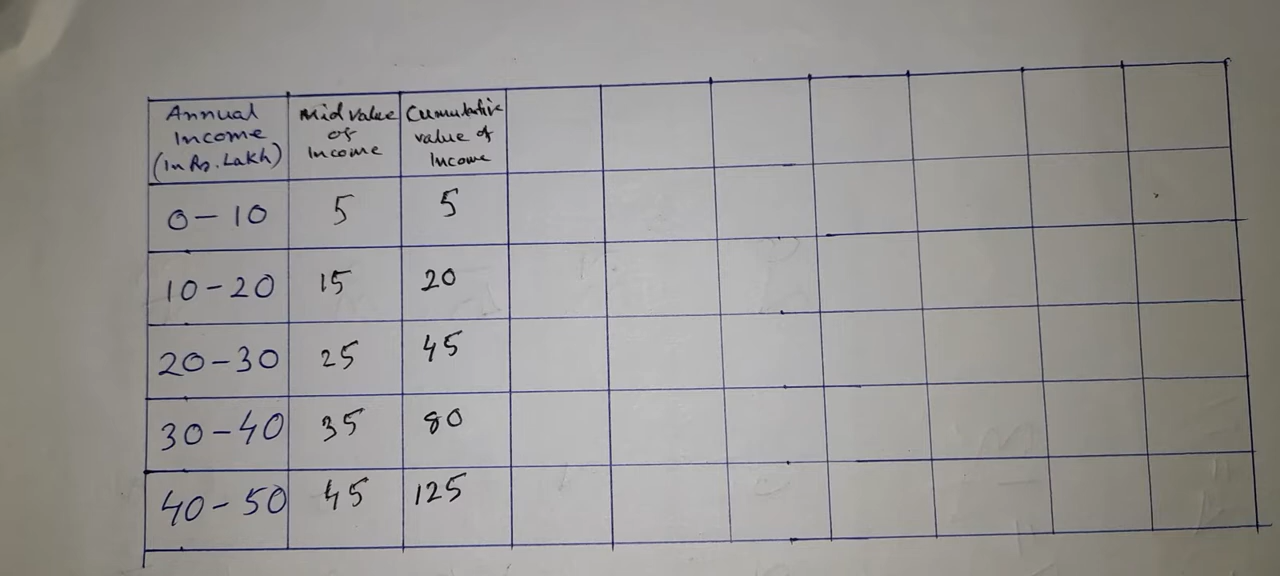 Annual
Income
(In Rs. Lakh)
Mid Value
of
Income
Cumulative
value of
Income
0-10 5 5
10-20 15 20
20-30 25 45
30-40 35 80
40-50 45 125